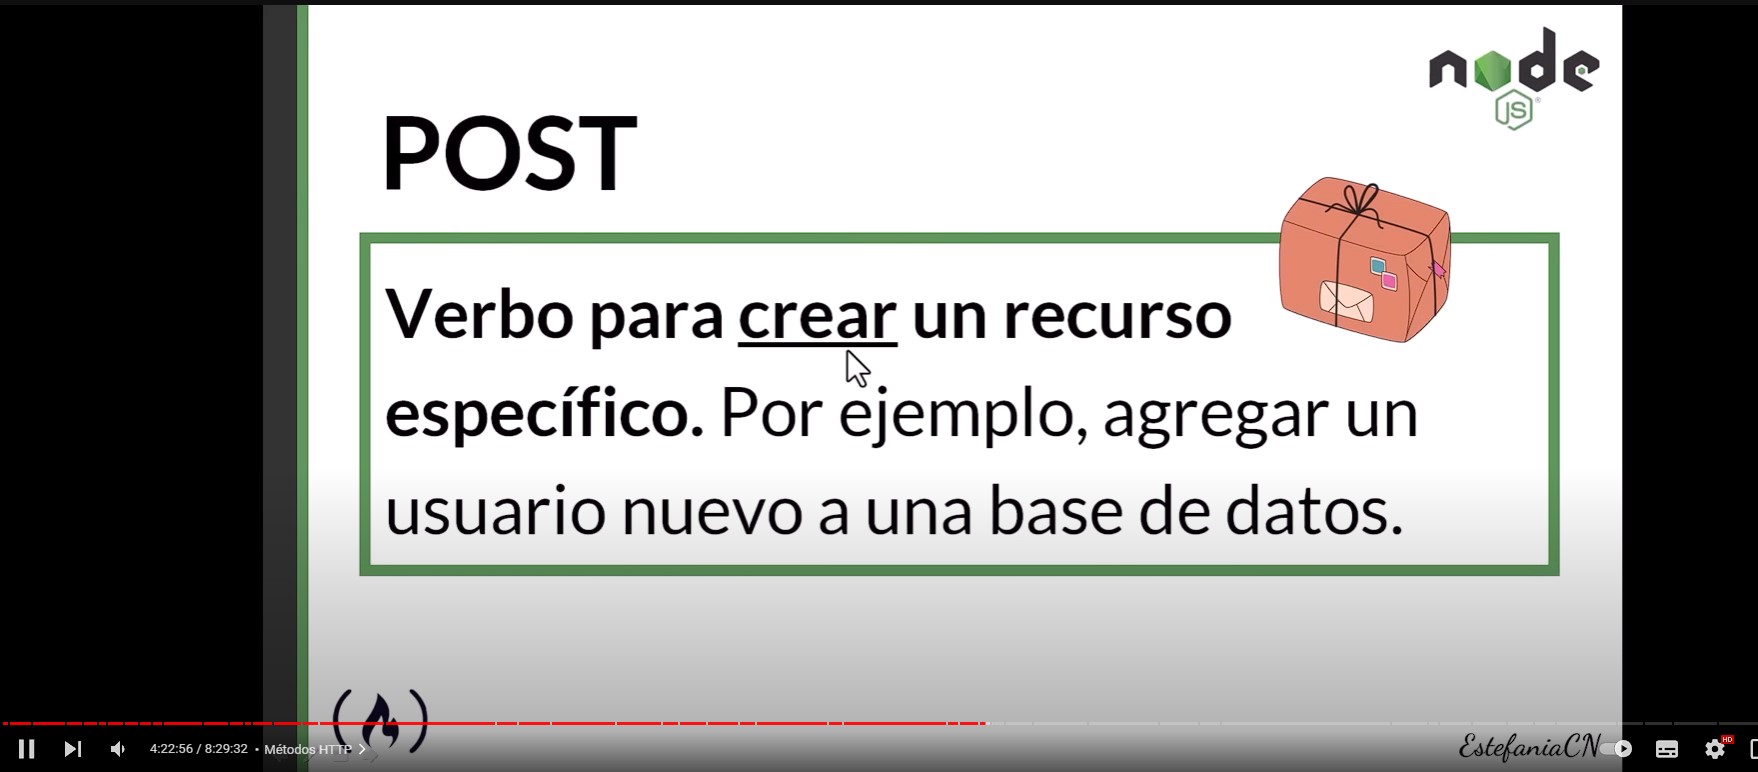 node
JS
POST
Verbo para crear un recurso
específico. Por ejemplo, agregar un
usuario nuevo a una base de datos.
EstefaniaCN
4:22:56 / 8:29:32 • Métodos HTTP
HD